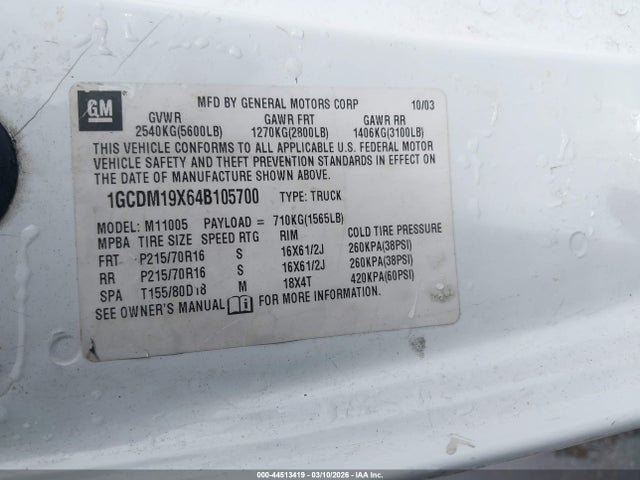 GM
MFD BY GENERAL MOTORS CORP 10/03
GVWR GAWR FRT GAWR RR
2540KG(5600LB) 1270KG(2800LB) 1406KG(3100LB)
THIS VEHICLE CONFORMS TO ALL APPLICABLE U.S. FEDERAL MOTOR
VEHICLE SAFETY AND THEFT PREVENTION STANDARDS IN EFFECT ON
THE DATE OF MANUFACTURE SHOWN ABOVE.
1GCDM19X64B105700 TYPE: TRUCK
MODEL: M11005 PAYLOAD = 710KG(1565LB)
MPBA TIRE SIZE SPEED RTG RIM COLD TIRE PRESSURE
FRT P215/70R16 S 16X61/2J 260KPA(38PSI)
RR P215/70R16 S 16X61/2J 260KPA(38PSI)
SPA T155/80D18 M 18X4T 420KPA(60PSI)
SEE OWNER'S MANUAL FOR MORE INFORMATION.
000-44513419 | 03/10/2026 - IAAI.COM